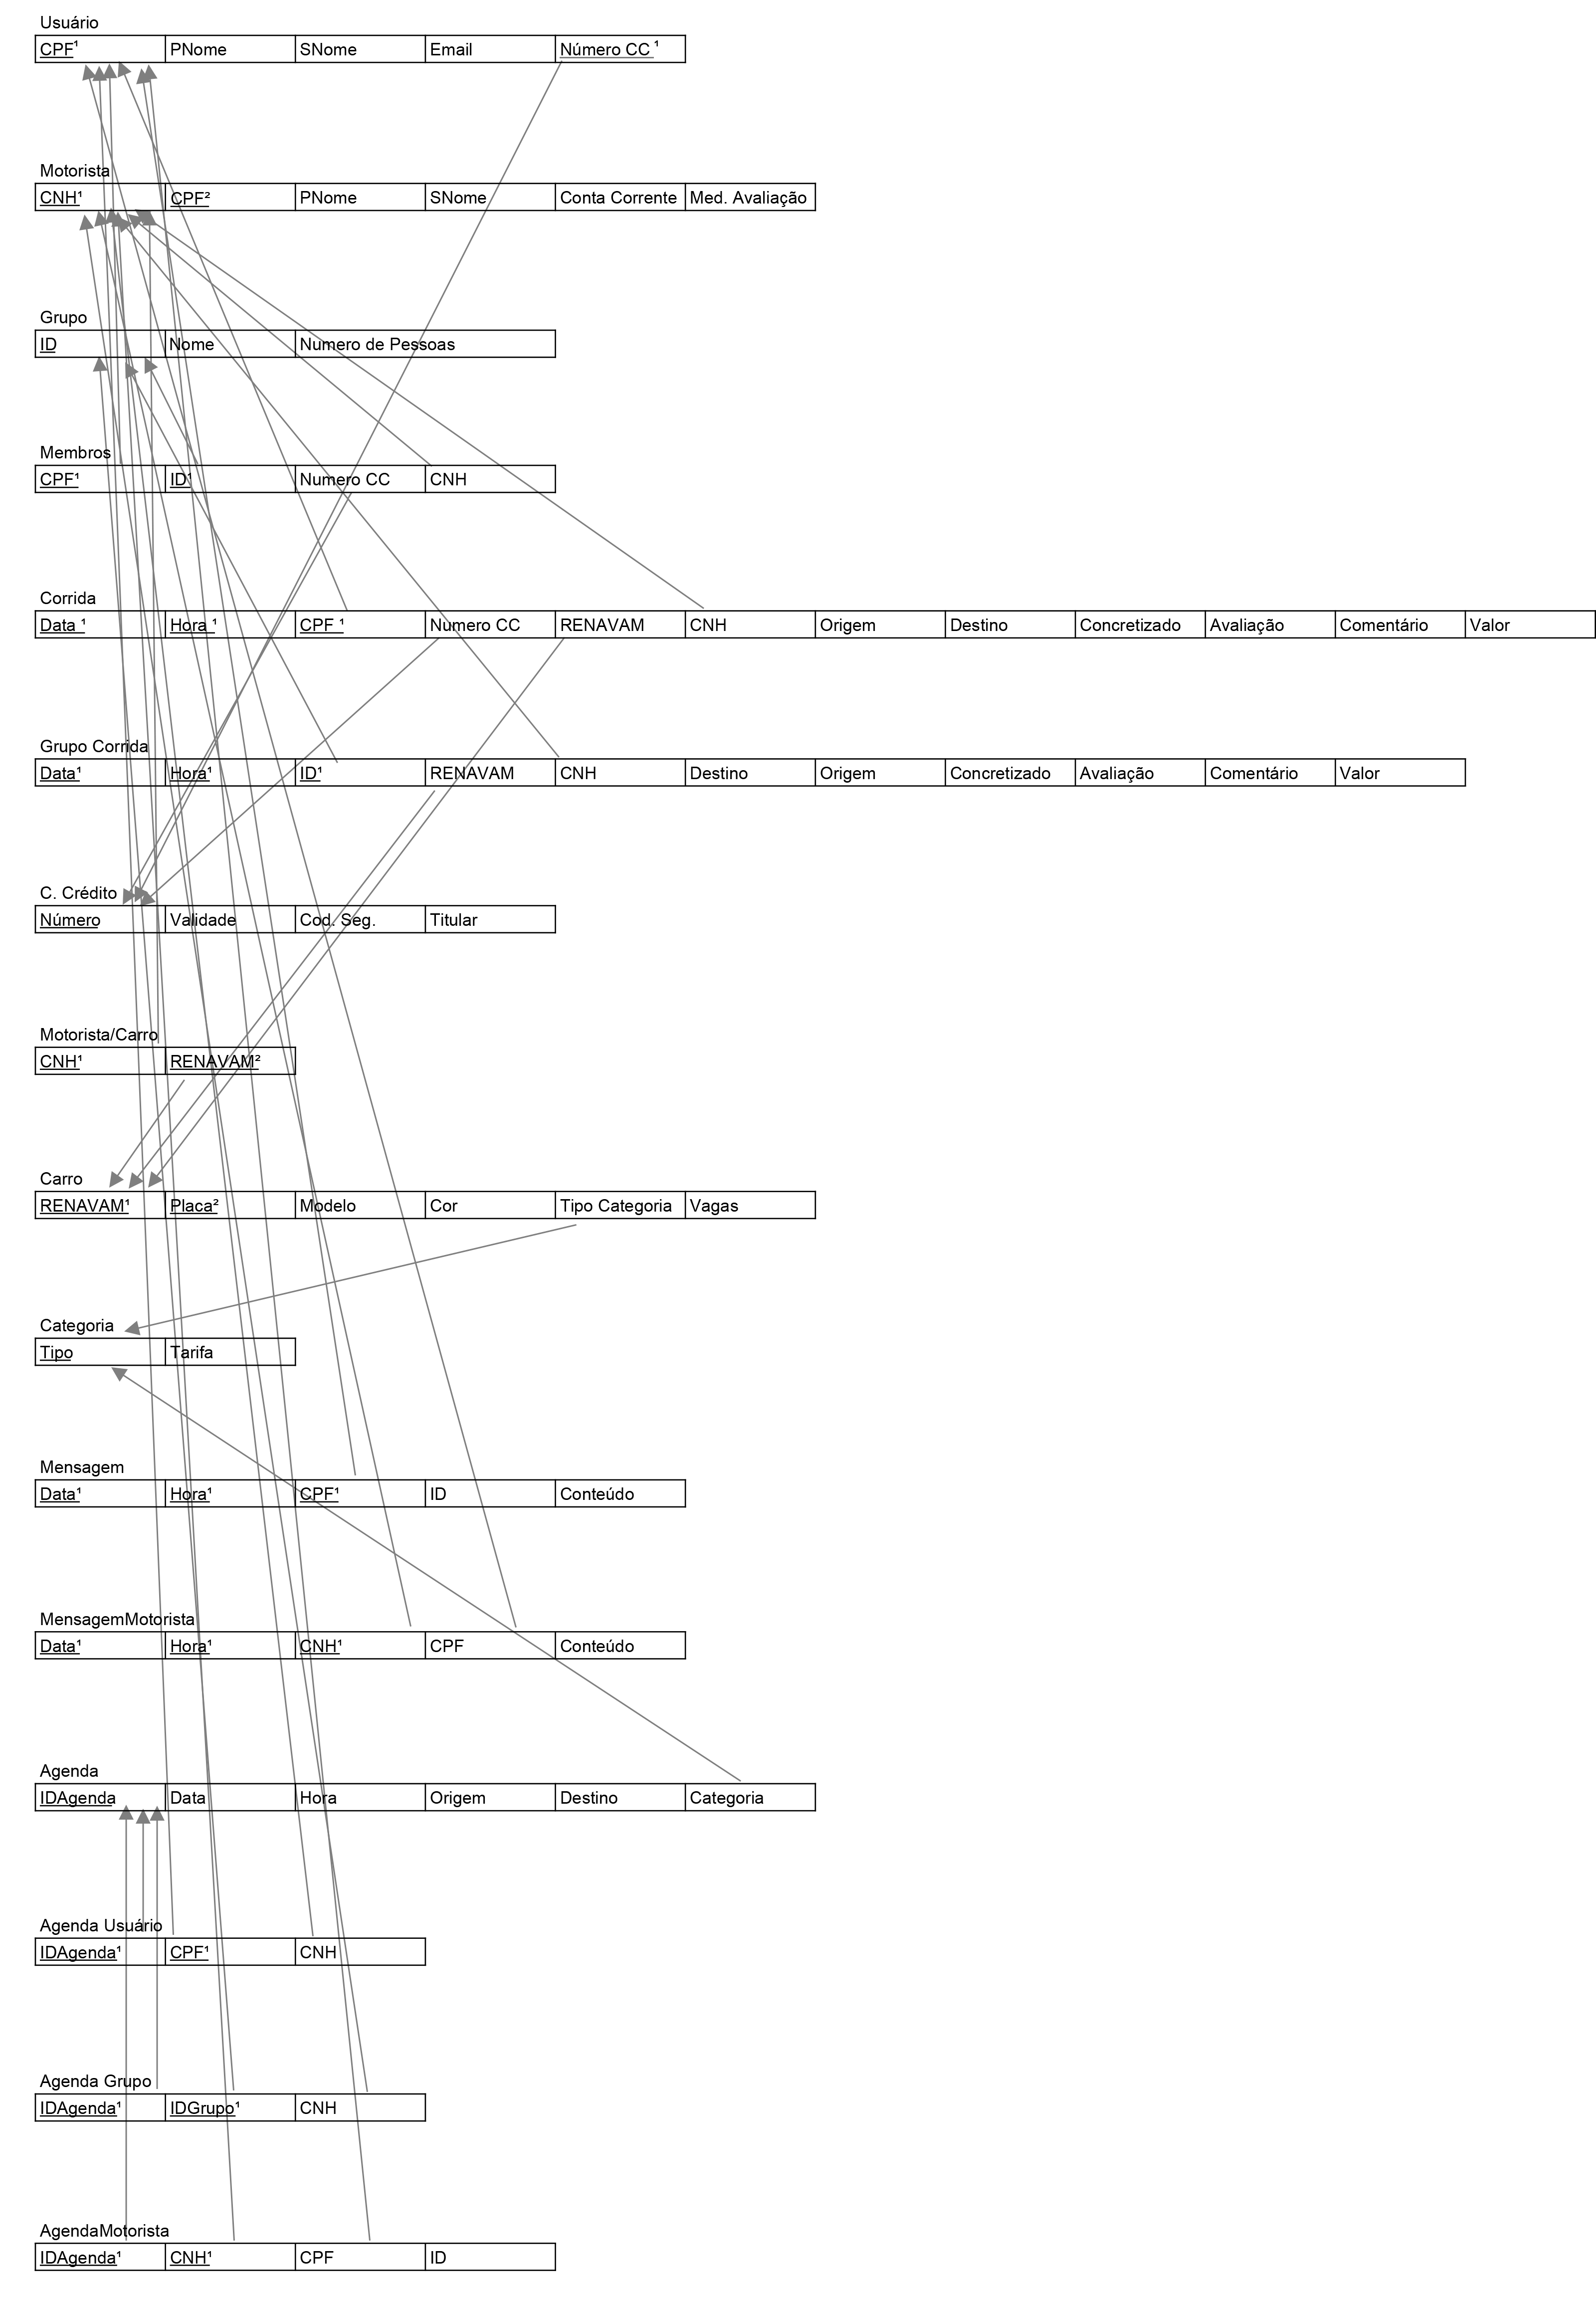 Usuário
CPF¹ PNome SNome Email Número CC ¹
Motorista
CNH¹ CPF² PNome SNome Conta Corrente Med. Avaliação
Grupo
ID Nome Numero de Pessoas
Membros
CPF¹ ID¹ Numero CC CNH
Corrida
Data ¹ Hora ¹ CPF ¹ Numero CC RENAVAM CNH Origem Destino Concretizado Avaliação Comentário Valor
Grupo Corrida
Data¹ Hora¹ ID¹ RENAVAM CNH Destino Origem Concretizado Avaliação Comentário Valor
C. Crédito
Número Validade Cod. Seg. Titular
Motorista/Carro
CNH¹ RENAVAM²
Carro
RENAVAM¹ Placa² Modelo Cor Tipo Categoria Vagas
Categoria
Tipo Tarifa
Mensagem
Data¹ Hora¹ CPF¹ ID Conteúdo
MensagemMotorista
Data¹ Hora¹ CNH¹ CPF Conteúdo
Agenda
IDAgenda Data Hora Origem Destino Categoria
Agenda Usuário
IDAgenda¹ CPF¹ CNH
Agenda Grupo
IDAgenda¹ IDGrupo¹ CNH
AgendaMotorista
IDAgenda¹ CNH¹ CPF ID